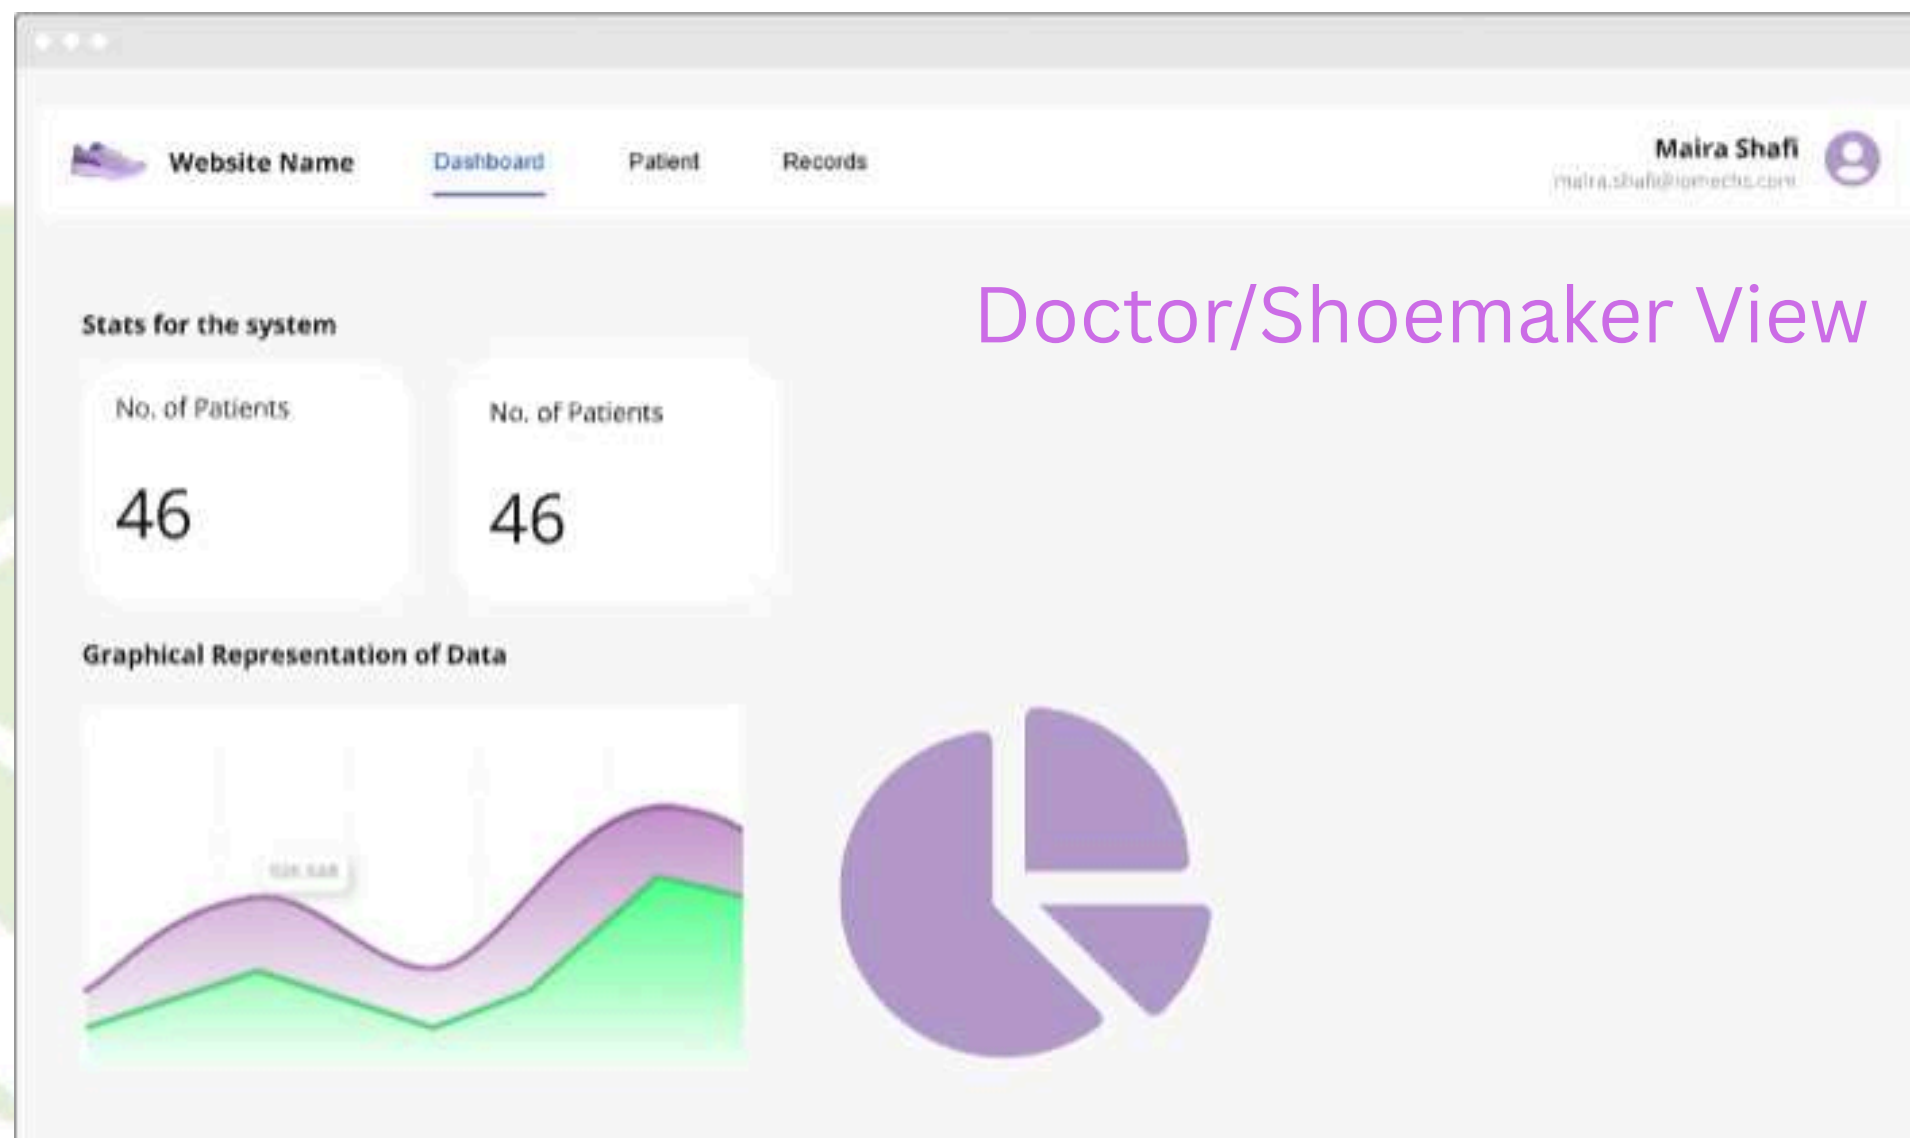 Website Name
Dashboard
Patient
Records
Maira Shafi
Doctor/Shoemaker View
Stats for the system
No. of Patients
46
No. of Patients
46
Graphical Representation of Data